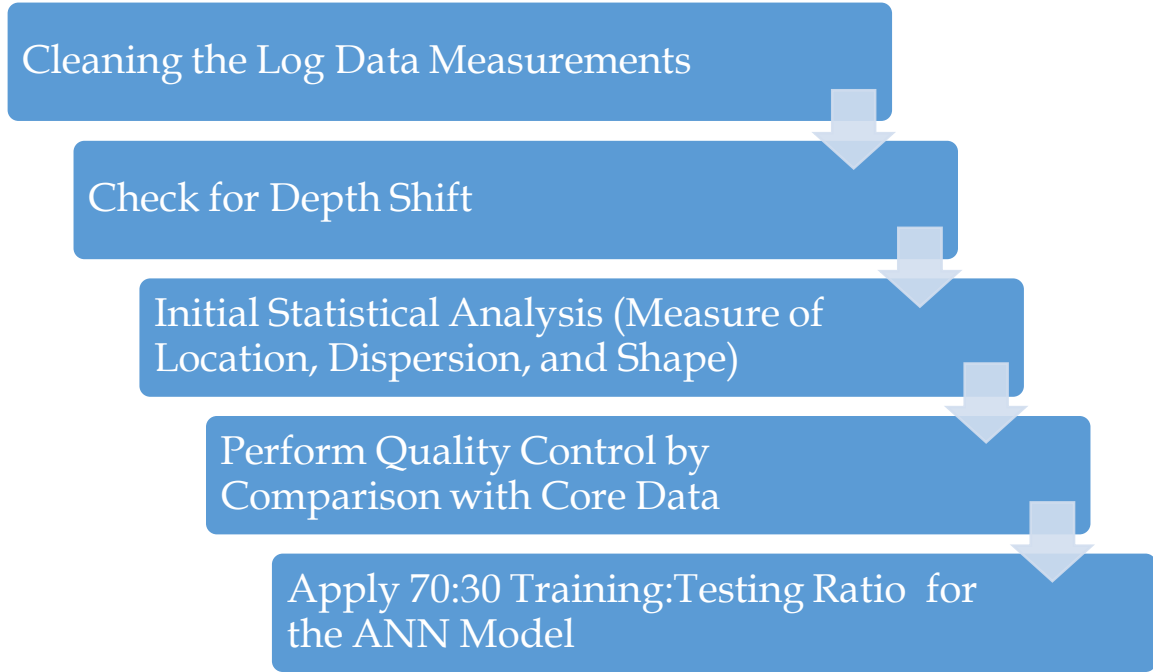 Cleaning the Log Data Measurements
Check for Depth Shift
Initial Statistical Analysis (Measure of
Location, Dispersion, and Shape)
Perform Quality Control by
Comparison with Core Data
Apply 70:30 Training:Testing Ratio  for
the ANN Model